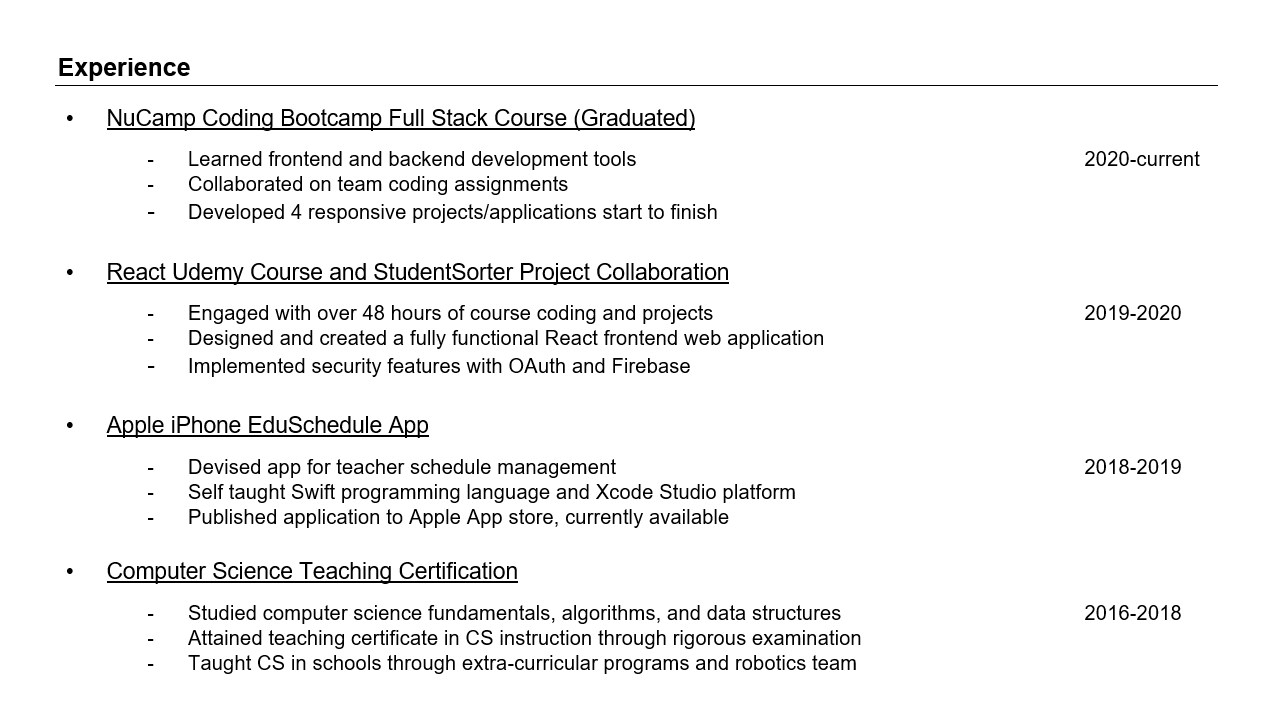 Experience
• NuCamp Coding Bootcamp Full Stack Course (Graduated)
- Learned frontend and backend development tools 2020-current
- Collaborated on team coding assignments
- Developed 4 responsive projects/applications start to finish
• React Udemy Course and StudentSorter Project Collaboration
- Engaged with over 48 hours of course coding and projects 2019-2020
- Designed and created a fully functional React frontend web application
- Implemented security features with OAuth and Firebase
• Apple iPhone EduSchedule App
- Devised app for teacher schedule management 2018-2019
- Self taught Swift programming language and Xcode Studio platform
- Published application to Apple App store, currently available
• Computer Science Teaching Certification
- Studied computer science fundamentals, algorithms, and data structures 2016-2018
- Attained teaching certificate in CS instruction through rigorous examination
- Taught CS in schools through extra-curricular programs and robotics team